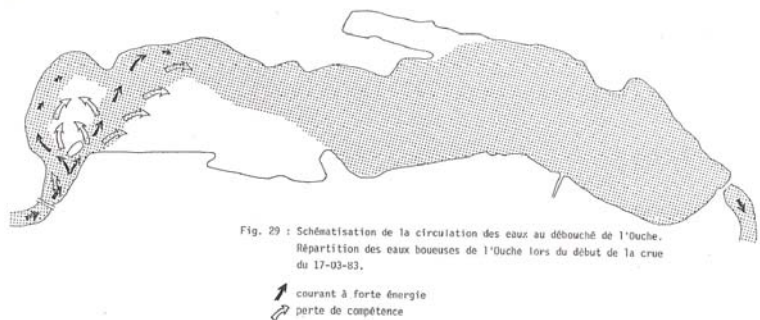 Fig. 29 : Schématisation de la circulation des eaux au débouché de l'Ouche.
Répartition des eaux boueuses de l'Ouche lors du début de la crue
du 17-03-83.
courant à forte énergie
perte de compétence